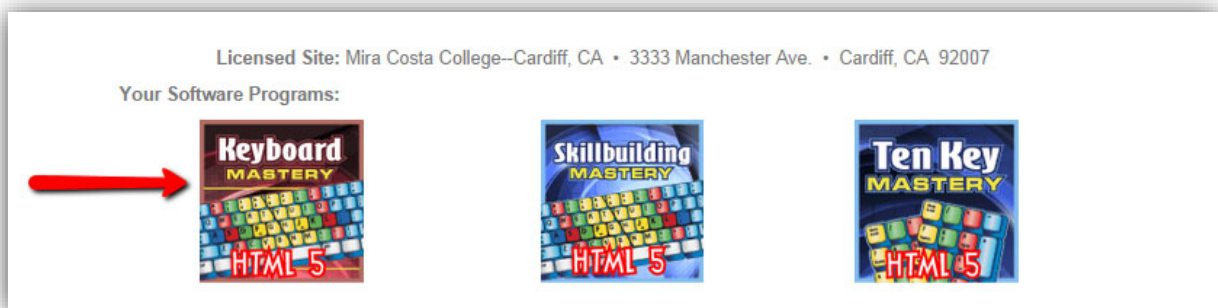 Licensed Site: Mira Costa College--Cardiff, CA • 3333 Manchester Ave. • Cardiff, CA 92007
Your Software Programs:
Keyboard
MASTERY
HTML 5
Skillbuilding
MASTERY
HTML 5
Ten Key
MASTERY
HTML 5